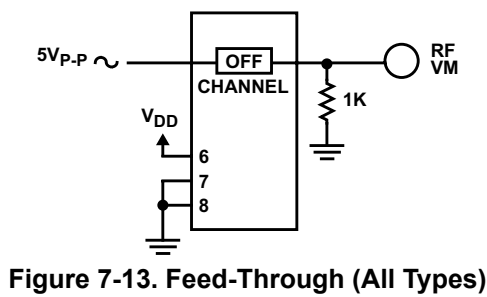 5VP-P
OFF
CHANNEL
RF
VM
1K
VDD
6
7
8
Figure 7-13. Feed-Through (All Types)